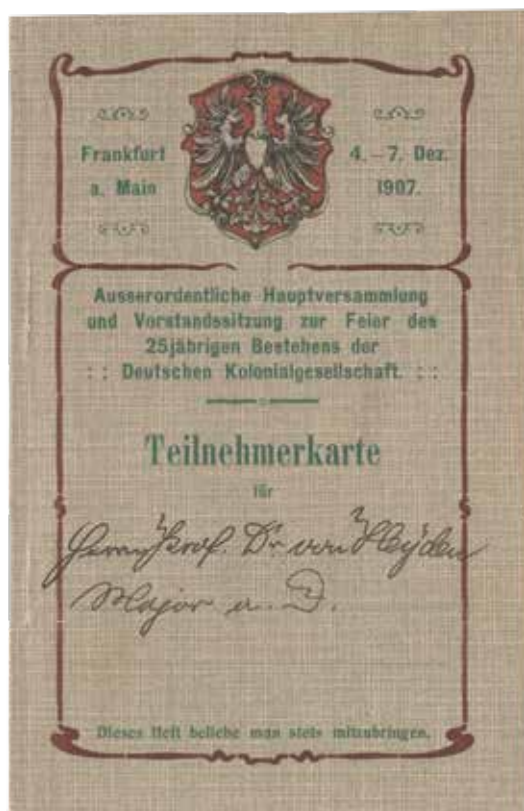 Frankfurt
a. Main
4.–7. Dez.
1907.
Ausserordentliche Hauptversammlung
und Vorstandssitzung zur Feier des
25jährigen Bestehens der
: : Deutschen Kolonialgesellschaft. : :
Teilnehmerkarte
für
Herrn Prof. Dr. von Heyden
Major a. D.
Dieses Heft beliebe man stets mitzubringen.